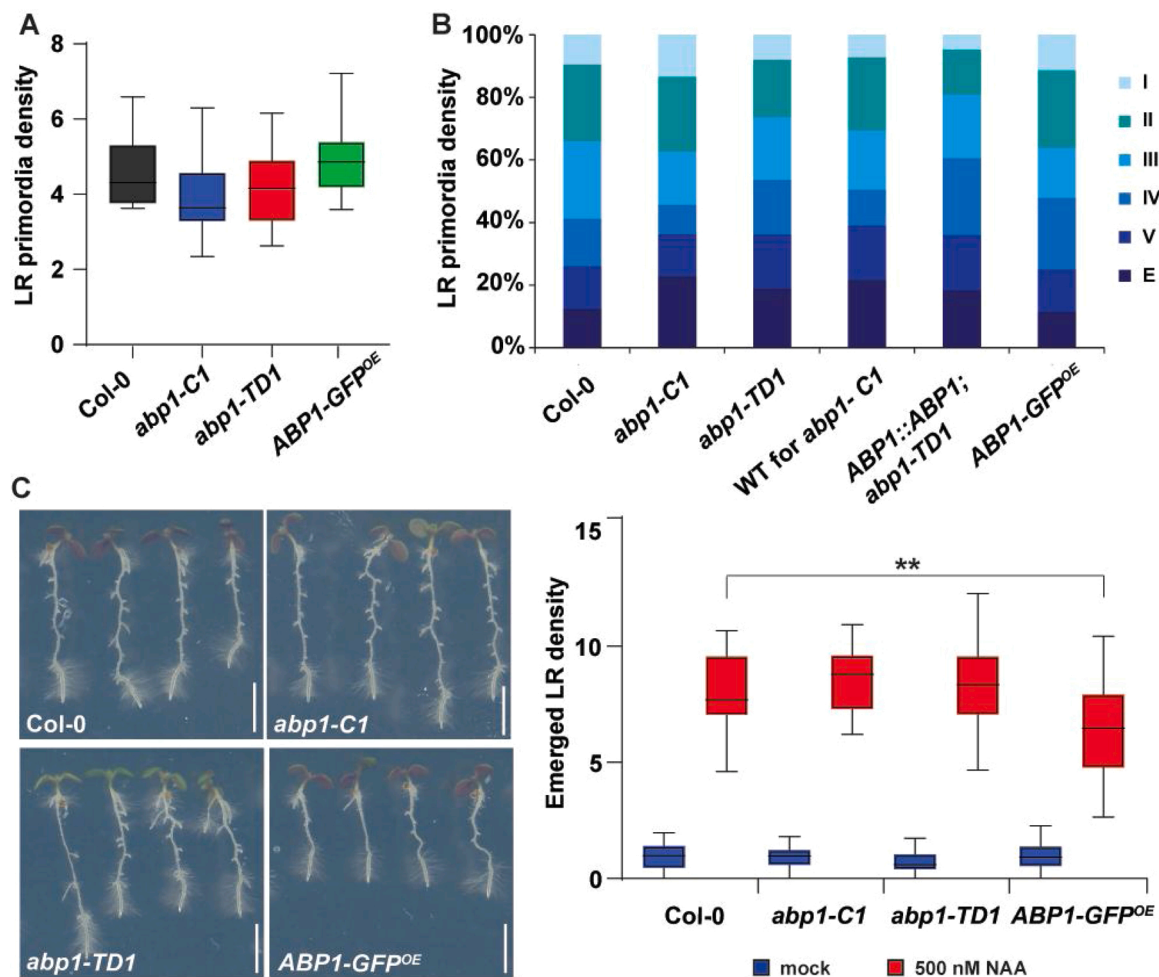 A
LR primordia density
8
6
4
2
0
Col-0
abp1-C1
abp1-TD1
ABP1-GFPᴼᴱ
B
LR primordia density
100%
80%
60%
40%
20%
0%
I
II
III
IV
V
E
Col-0
abp1-C1
abp1-TD1
WT for abp1- C1
ABP1::ABP1;
abp1-TD1
ABP1-GFPᴼᴱ
C
Col-0
abp1-C1
abp1-TD1
ABP1-GFPᴼᴱ
Emerged LR density
15
10
5
0
**
Col-0
abp1-C1
abp1-TD1
ABP1-GFPᴼᴱ
mock
500 nM NAA